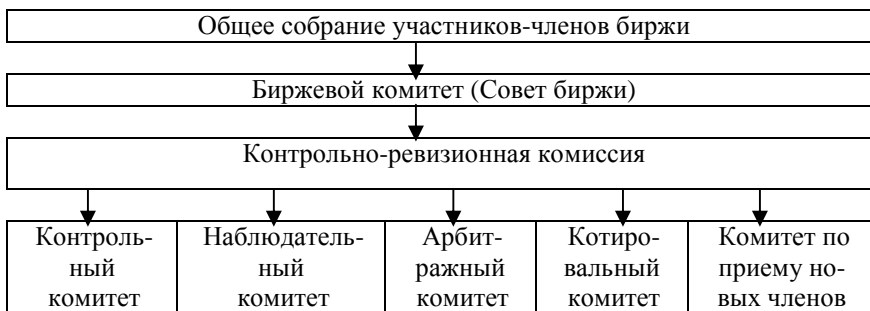 Общее собрание участников-членов биржи
Биржевой комитет (Совет биржи)
Контрольно-ревизионная комиссия
Контроль-
ный
комитет
Наблюдатель-
ный
комитет
Арбит-
ражный
комитет
Котиро-
вальный
комитет
Комитет по
приему но-
вых членов